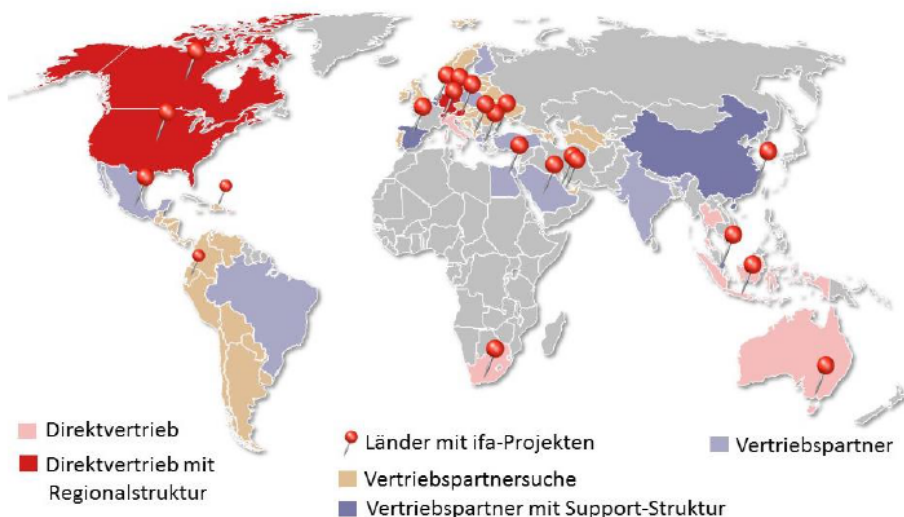 Direktvertrieb
Direktvertrieb mit
Regionalstruktur
Länder mit ifa-Projekten
Vertriebspartnersuche
Vertriebspartner mit Support-Struktur
Vertriebspartner